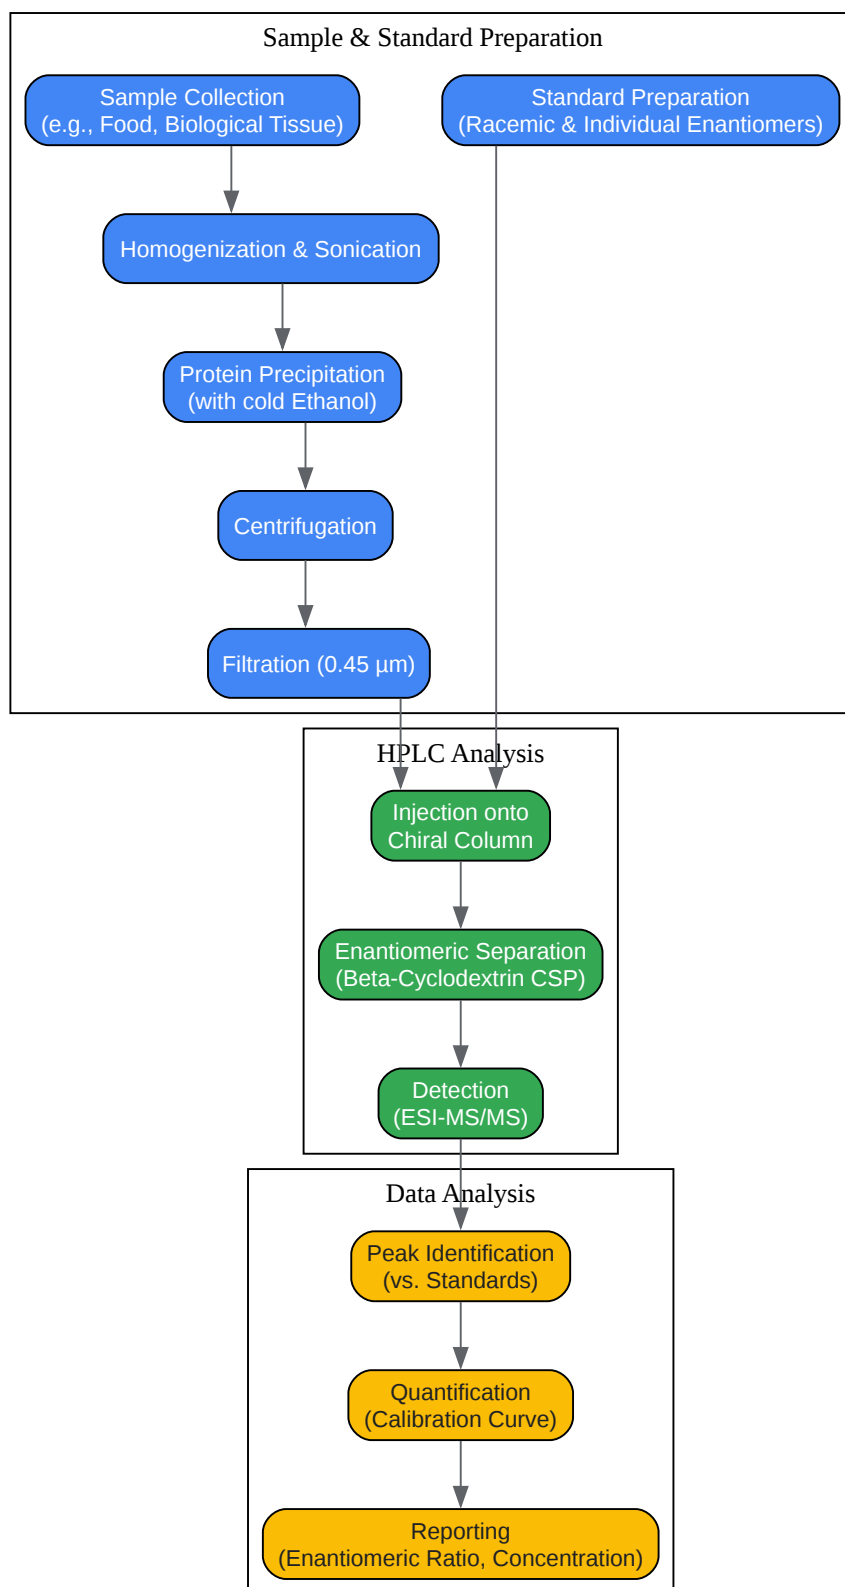 Sample & Standard Preparation
Sample Collection
(e.g., Food, Biological Tissue)
Standard Preparation
(Racemic & Individual Enantiomers)
Homogenization & Sonication
Protein Precipitation
(with cold Ethanol)
Centrifugation
Filtration (0.45 µm)
HPLC Analysis
Injection onto
Chiral Column
Enantiomeric Separation
(Beta-Cyclodextrin CSP)
Detection
(ESI-MS/MS)
Data Analysis
Peak Identification
(vs. Standards)
Quantification
(Calibration Curve)
Reporting
(Enantiomeric Ratio, Concentration)